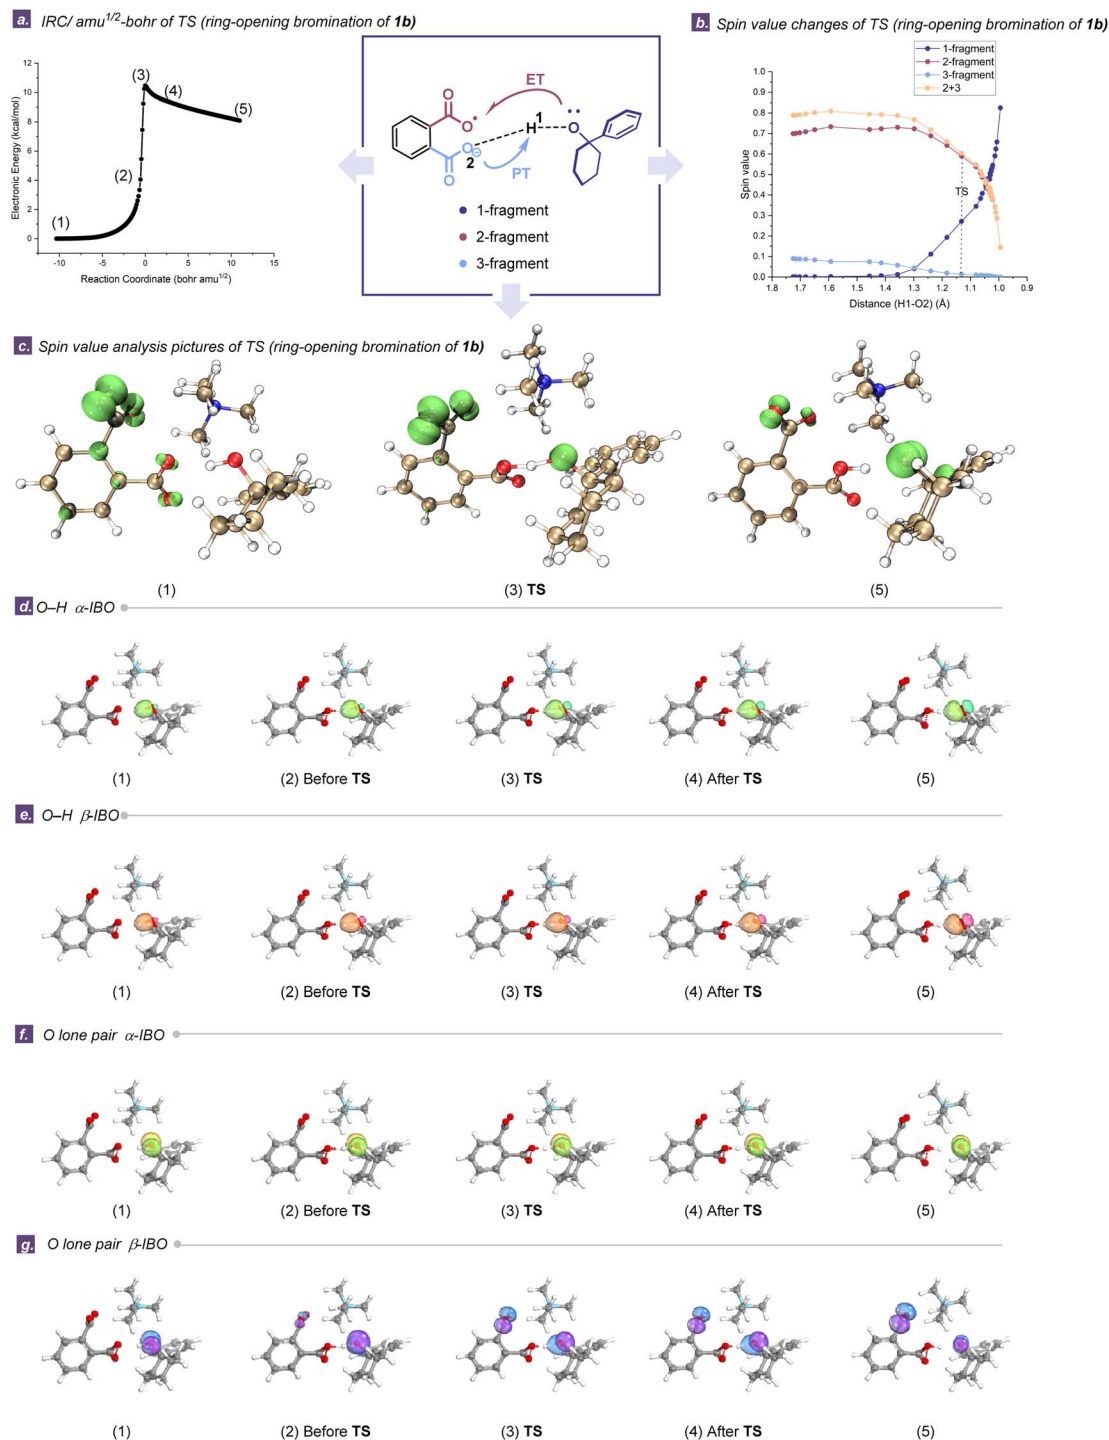 a. IRC/ amu1/2-bohr of TS (ring-opening bromination of 1b)
b. Spin value changes of TS (ring-opening bromination of 1b)
Electronic Energy (kcal/mol)
12
10
8
6
4
2
0
-10
-5
0
5
10
15
Reaction Coordinate (bohr amu1/2)
(1)
(2)
(3)
(4)
(5)
ET
O
O
O
2
O
⊖
PT
H
1
O
1-fragment
2-fragment
3-fragment
1-fragment
2-fragment
3-fragment
2+3
Spin value
1.0
0.9
0.8
0.7
0.6
0.5
0.4
0.3
0.2
0.1
0.0
TS
1.8
1.7
1.6
1.5
1.4
1.3
1.2
1.1
1.0
0.9
Distance (H1-O2) (Å)
c. Spin value analysis pictures of TS (ring-opening bromination of 1b)
(1)
(3) TS
(5)
d. O–H α-IBO
(1)
(2) Before TS
(3) TS
(4) After TS
(5)
e. O–H β-IBO
(1)
(2) Before TS
(3) TS
(4) After TS
(5)
f. O lone pair α-IBO
(1)
(2) Before TS
(3) TS
(4) After TS
(5)
g. O lone pair β-IBO
(1)
(2) Before TS
(3) TS
(4) After TS
(5)